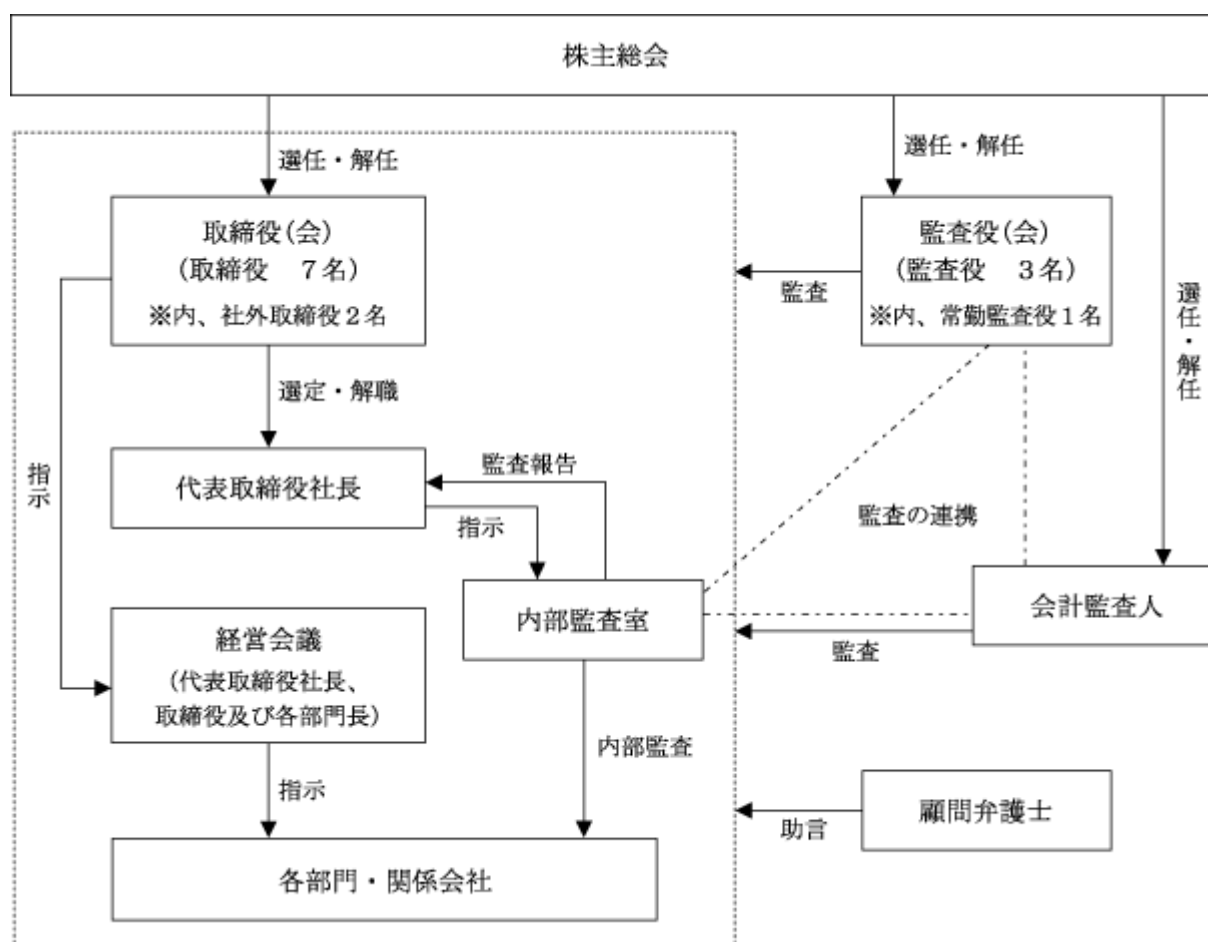 株主総会
選任・解任
選任・解任
選任・解任
取締役(会)
(取締役　7名)
※内、社外取締役2名
監査役(会)
(監査役　3名)
※内、常勤監査役1名
監査
選定・解職
指示
代表取締役社長
監査報告
指示
監査の連携
内部監査室
会計監査人
監査
経営会議
(代表取締役社長、
取締役及び各部門長)
内部監査
指示
顧問弁護士
助言
各部門・関係会社